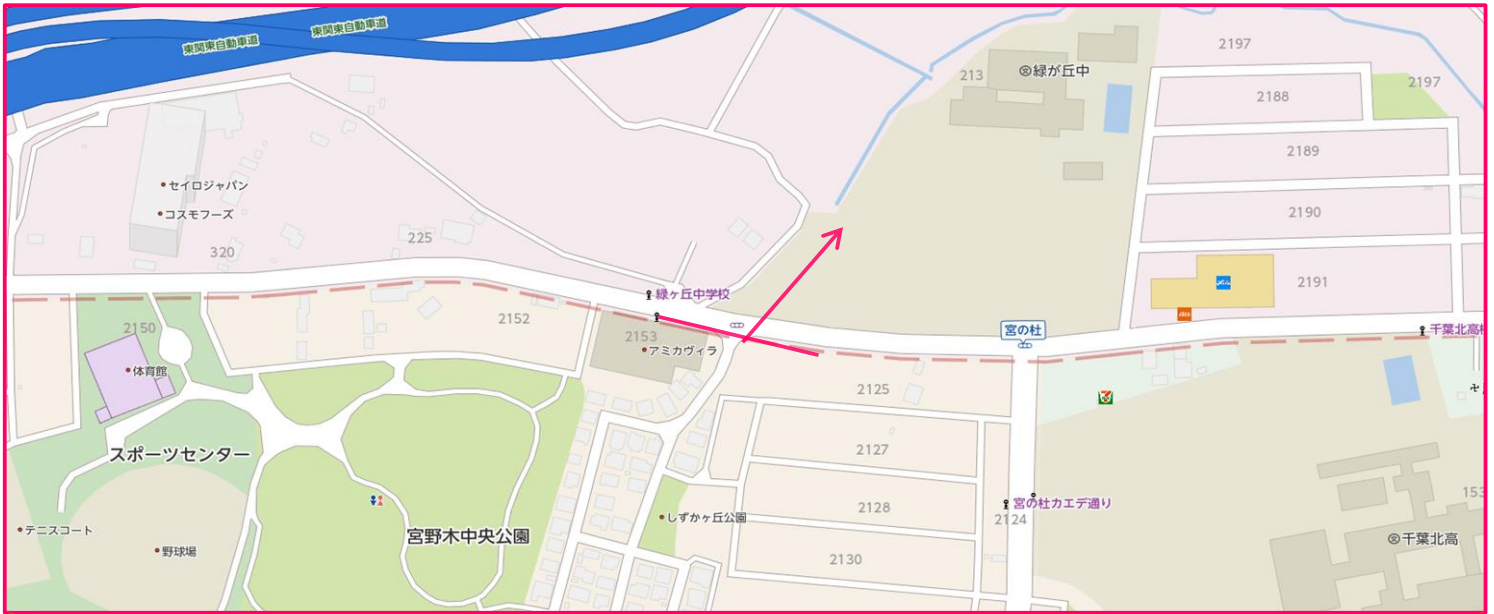 東関東自動車道
東関東自動車道
2197
213
緑が丘中
2197
2188
2189
セイロジャパン
コスモフーズ
2190
225
320
2191
緑ヶ丘中学校
2150
2152
2153
宮の杜
千葉北高
アミカヴィラ
体育館
2125
スポーツセンター
2127
宮の杜カエデ通り
2128
しずかヶ丘公園
2124
153
テニスコート
宮野木中央公園
千葉北高
野球場
2130